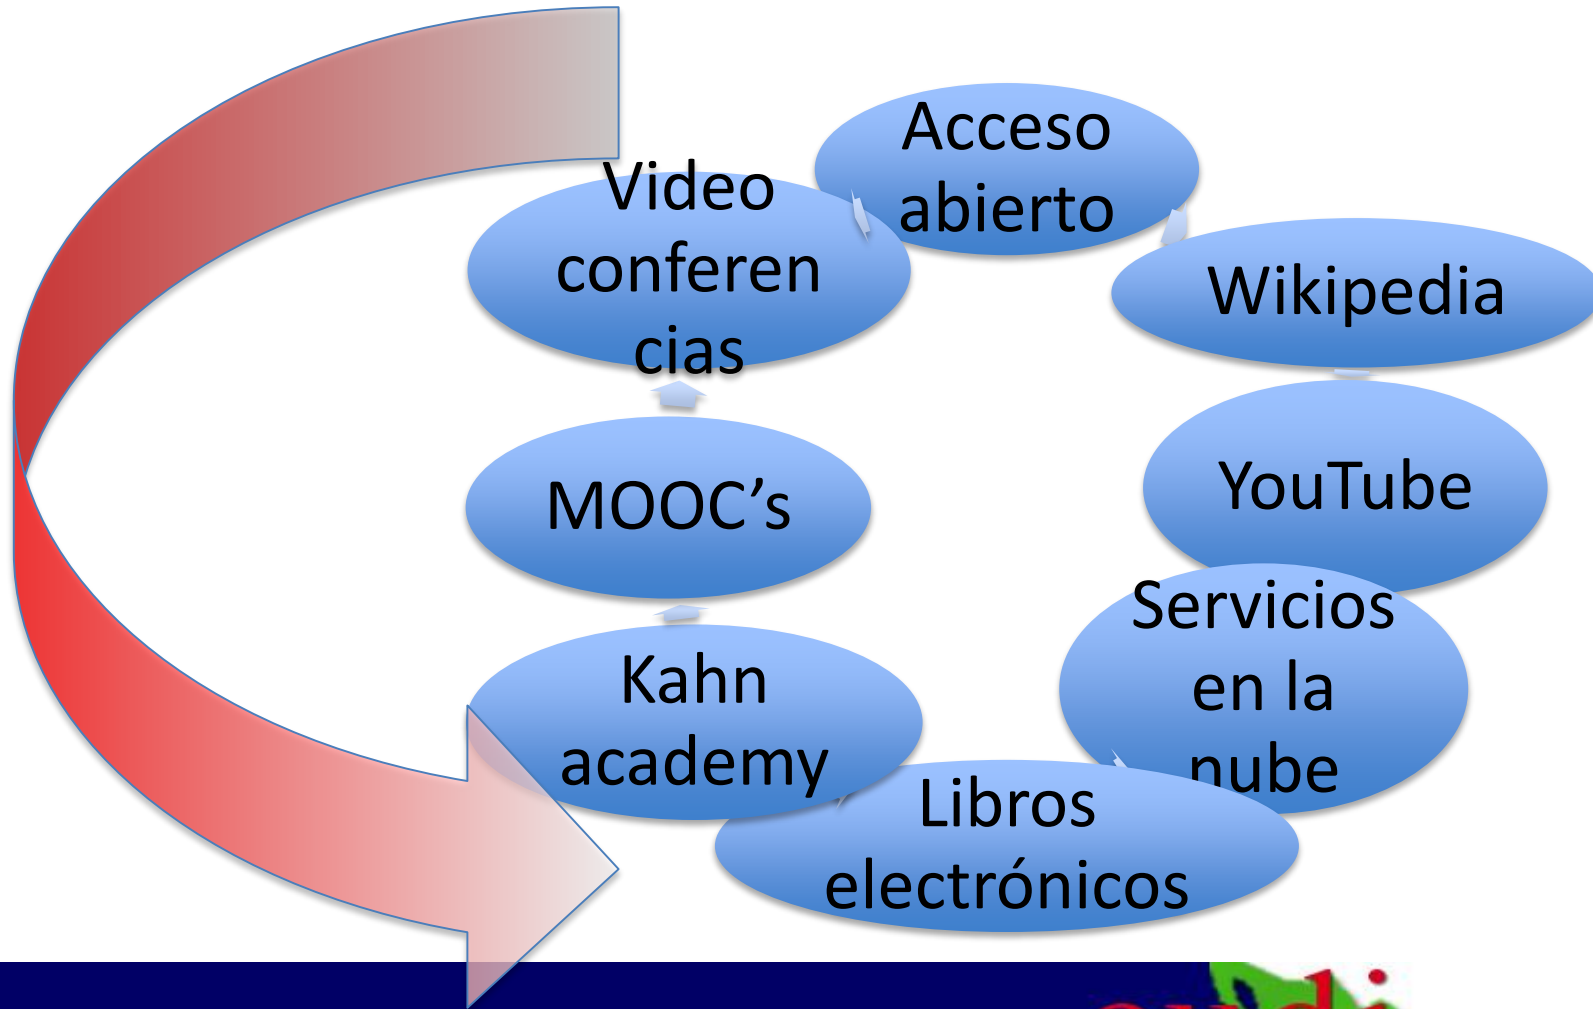 Acceso
abierto
Wikipedia
YouTube
Servicios
en la
nube
Libros
electrónicos
Kahn
academy
MOOC’s
Video
conferen
cias